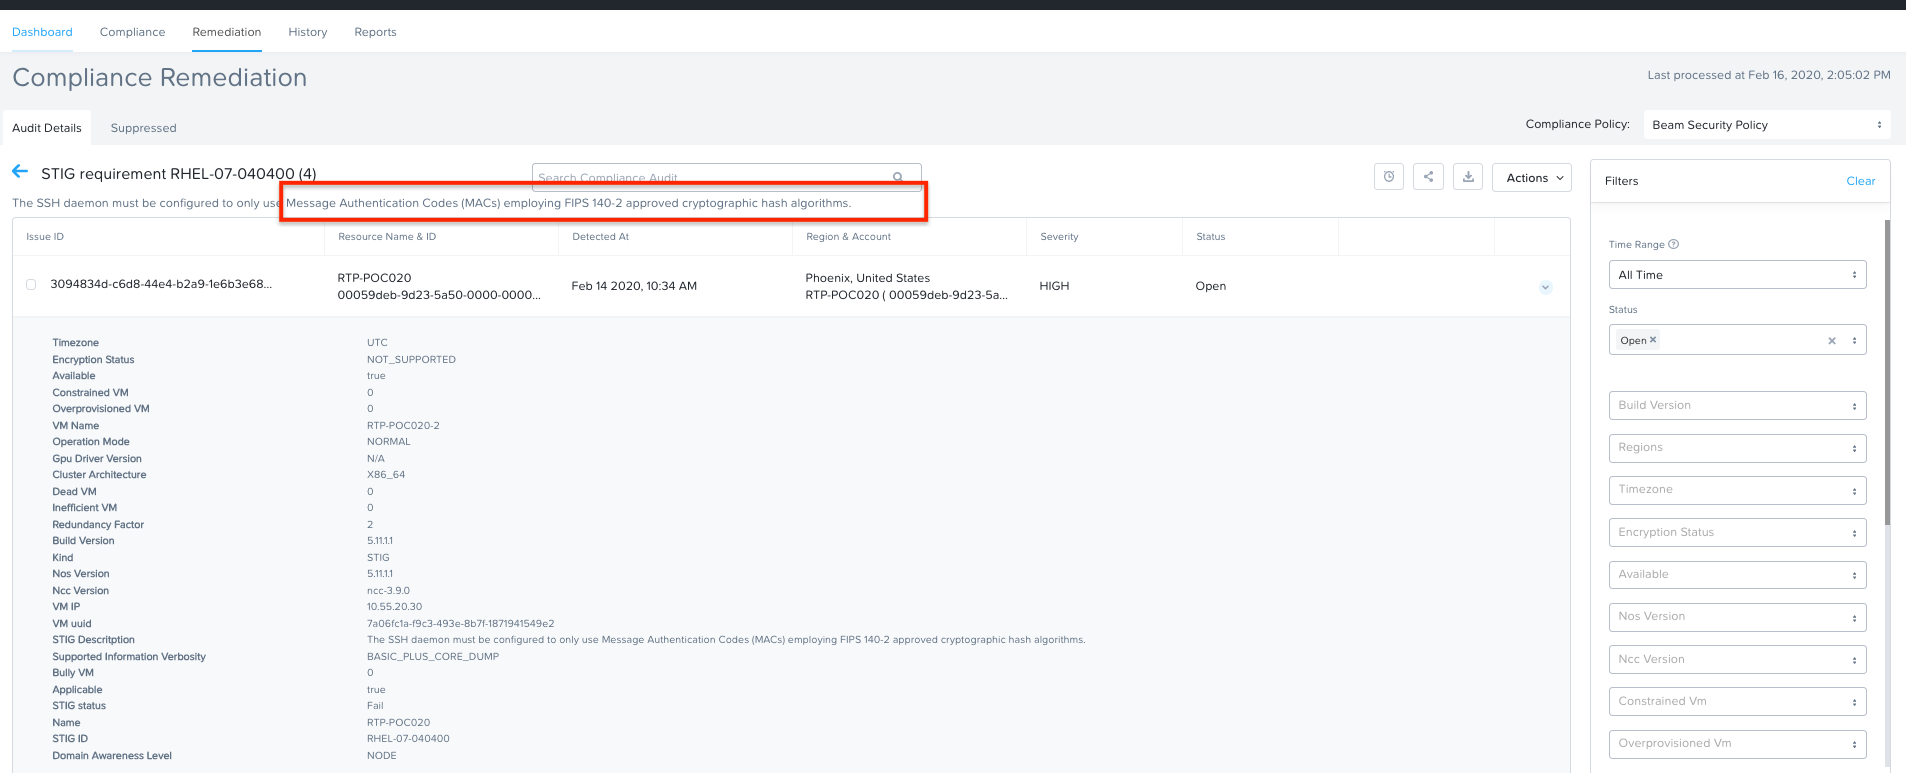 Dashboard Compliance Remediation History Reports
Compliance Remediation
Last processed at Feb 16, 2020, 2:05:02 PM
Audit Details Suppressed
Compliance Policy: Beam Security Policy
STIG requirement RHEL-07-040400 (4)
Search Compliance Audit
Actions
The SSH daemon must be configured to only use Message Authentication Codes (MACs) employing FIPS 140-2 approved cryptographic hash algorithms.
Issue ID Resource Name & ID Detected At Region & Account Severity Status
3094834d-c6d8-44e4-b2a9-1e6b3e68...
RTP-POC020
00059deb-9d23-5a50-0000-0000...
Feb 14 2020, 10:34 AM
Phoenix, United States
RTP-POC020 ( 00059deb-9d23-5a...
HIGH
Open
Timezone UTC
Encryption Status NOT_SUPPORTED
Available true
Constrained VM 0
Overprovisioned VM 0
VM Name RTP-POC020-2
Operation Mode NORMAL
Gpu Driver Version N/A
Cluster Architecture X86_64
Dead VM 0
Inefficient VM 0
Redundancy Factor 2
Build Version 5.11.1.1
Kind STIG
Nos Version 5.11.1.1
Ncc Version ncc-3.9.0
VM IP 10.55.20.30
VM uuid 7a06fc1a-f9c3-493e-8b7f-1871941549e2
STIG Descritption The SSH daemon must be configured to only use Message Authentication Codes (MACs) employing FIPS 140-2 approved cryptographic hash algorithms.
Supported Information Verbosity BASIC_PLUS_CORE_DUMP
Bully VM 0
Applicable true
STIG status Fail
Name RTP-POC020
STIG ID RHEL-07-040400
Domain Awareness Level NODE
Filters Clear
Time Range
All Time
Status
Open
Build Version
Regions
Timezone
Encryption Status
Available
Nos Version
Ncc Version
Constrained Vm
Overprovisioned Vm